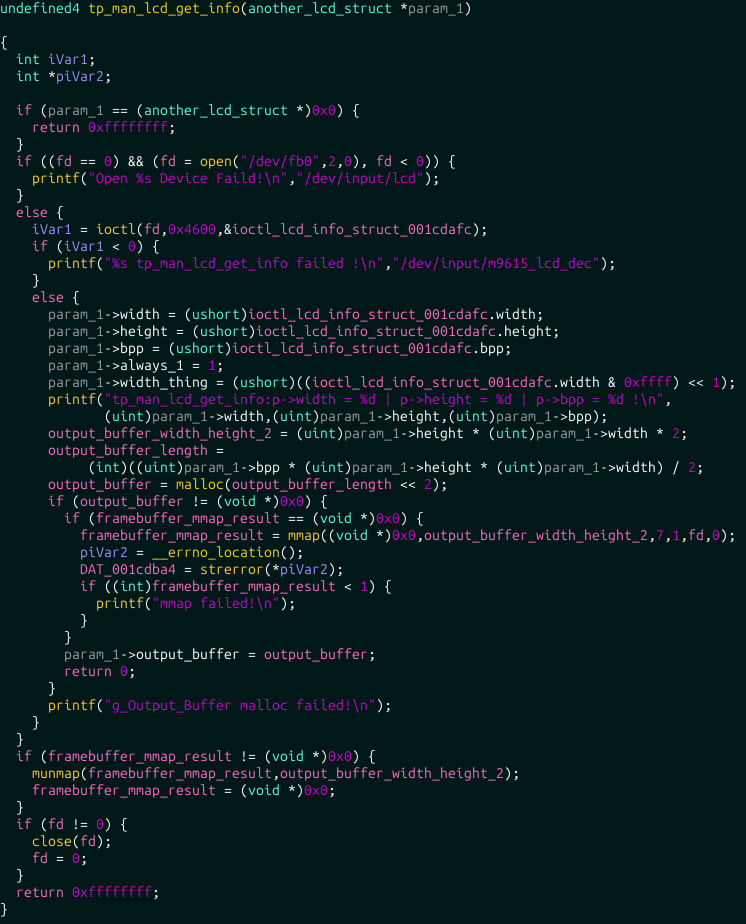 undefined4 tp_man_lcd_get_info(another_lcd_struct *param_1)
{
int iVar1;
int *piVar2;
if (param_1 == (another_lcd_struct *)0x0) {
return 0xffffffff;
}
if ((fd == 0) && (fd = open("/dev/fb0",2,0), fd < 0)) {
printf("Open %s Device Faild!\n","/dev/input/lcd");
}
else {
iVar1 = ioctl(fd,0x4600,&ioctl_lcd_info_struct_001cdafc);
if (iVar1 < 0) {
printf("%s tp_man_lcd_get_info failed !\n","/dev/input/m9615_lcd_dec");
}
else {
param_1->width = (ushort)ioctl_lcd_info_struct_001cdafc.width;
param_1->height = (ushort)ioctl_lcd_info_struct_001cdafc.height;
param_1->bpp = (ushort)ioctl_lcd_info_struct_001cdafc.bpp;
param_1->always_1 = 1;
param_1->width_thing = (ushort)((ioctl_lcd_info_struct_001cdafc.width & 0xffff) << 1);
printf("tp_man_lcd_get_info:p->width = %d | p->height = %d | p->bpp = %d !\n",
(uint)param_1->width,(uint)param_1->height,(uint)param_1->bpp);
output_buffer_width_height_2 = (uint)param_1->height * (uint)param_1->width * 2;
output_buffer_length =
(int)((uint)param_1->bpp * (uint)param_1->height * (uint)param_1->width) / 2;
output_buffer = malloc(output_buffer_length << 2);
if (output_buffer != (void *)0x0) {
if (framebuffer_mmap_result == (void *)0x0) {
framebuffer_mmap_result = mmap((void *)0x0,output_buffer_width_height_2,7,1,fd,0);
piVar2 = __errno_location();
DAT_001cdba4 = strerror(*piVar2);
if ((int)framebuffer_mmap_result < 1) {
printf("mmap failed!\n");
}
}
param_1->output_buffer = output_buffer;
return 0;
}
printf("g_Output_Buffer malloc failed!\n");
}
}
if (framebuffer_mmap_result != (void *)0x0) {
munmap(framebuffer_mmap_result,output_buffer_width_height_2);
framebuffer_mmap_result = (void *)0x0;
}
if (fd != 0) {
close(fd);
fd = 0;
}
return 0xffffffff;
}